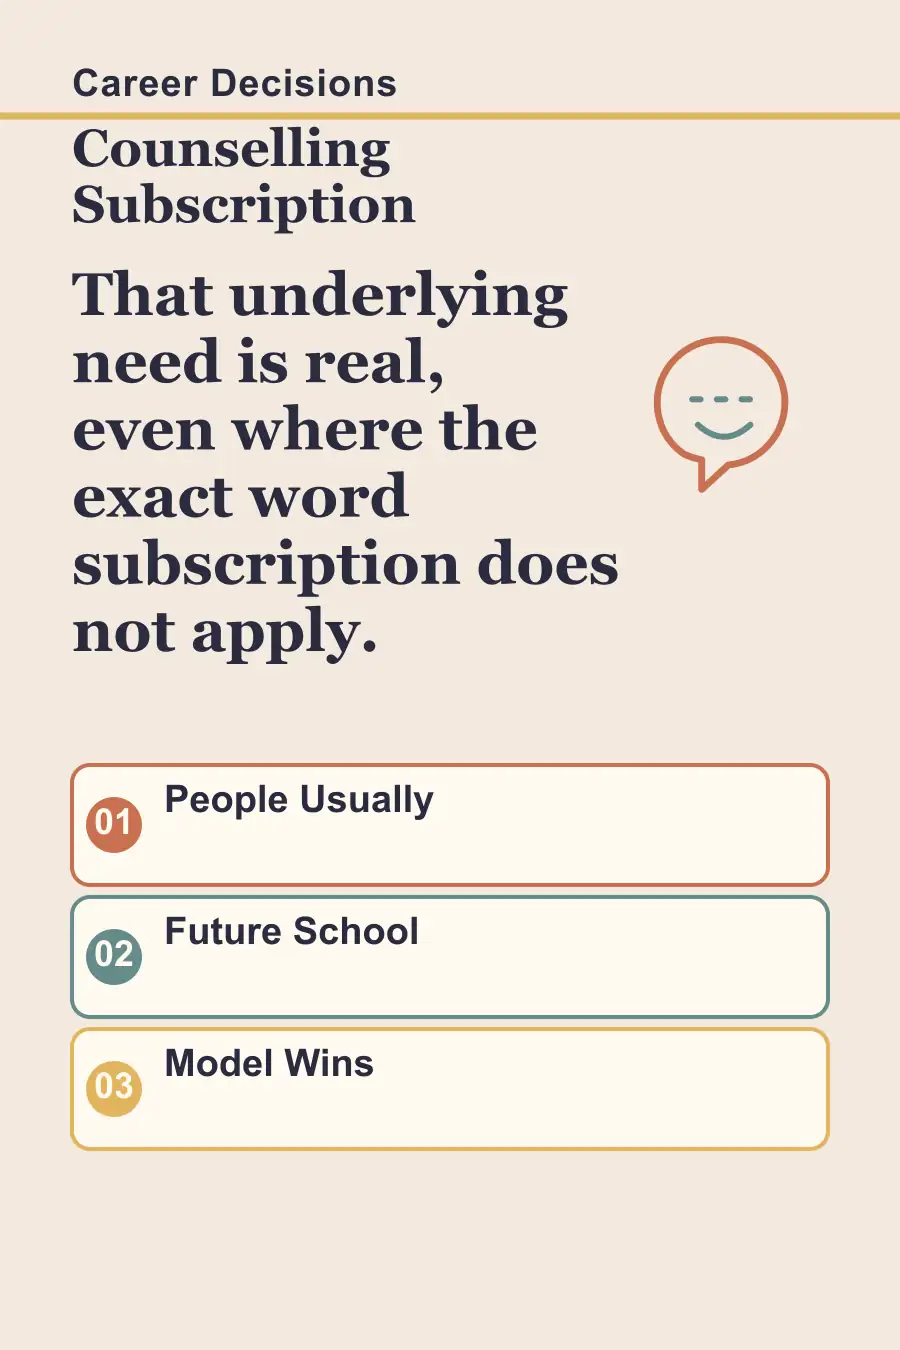 Career Decisions
Counselling
Subscription
That underlying
need is real,
even where the
exact word
subscription does
not apply.
01
People Usually
02
Future School
03
Model Wins